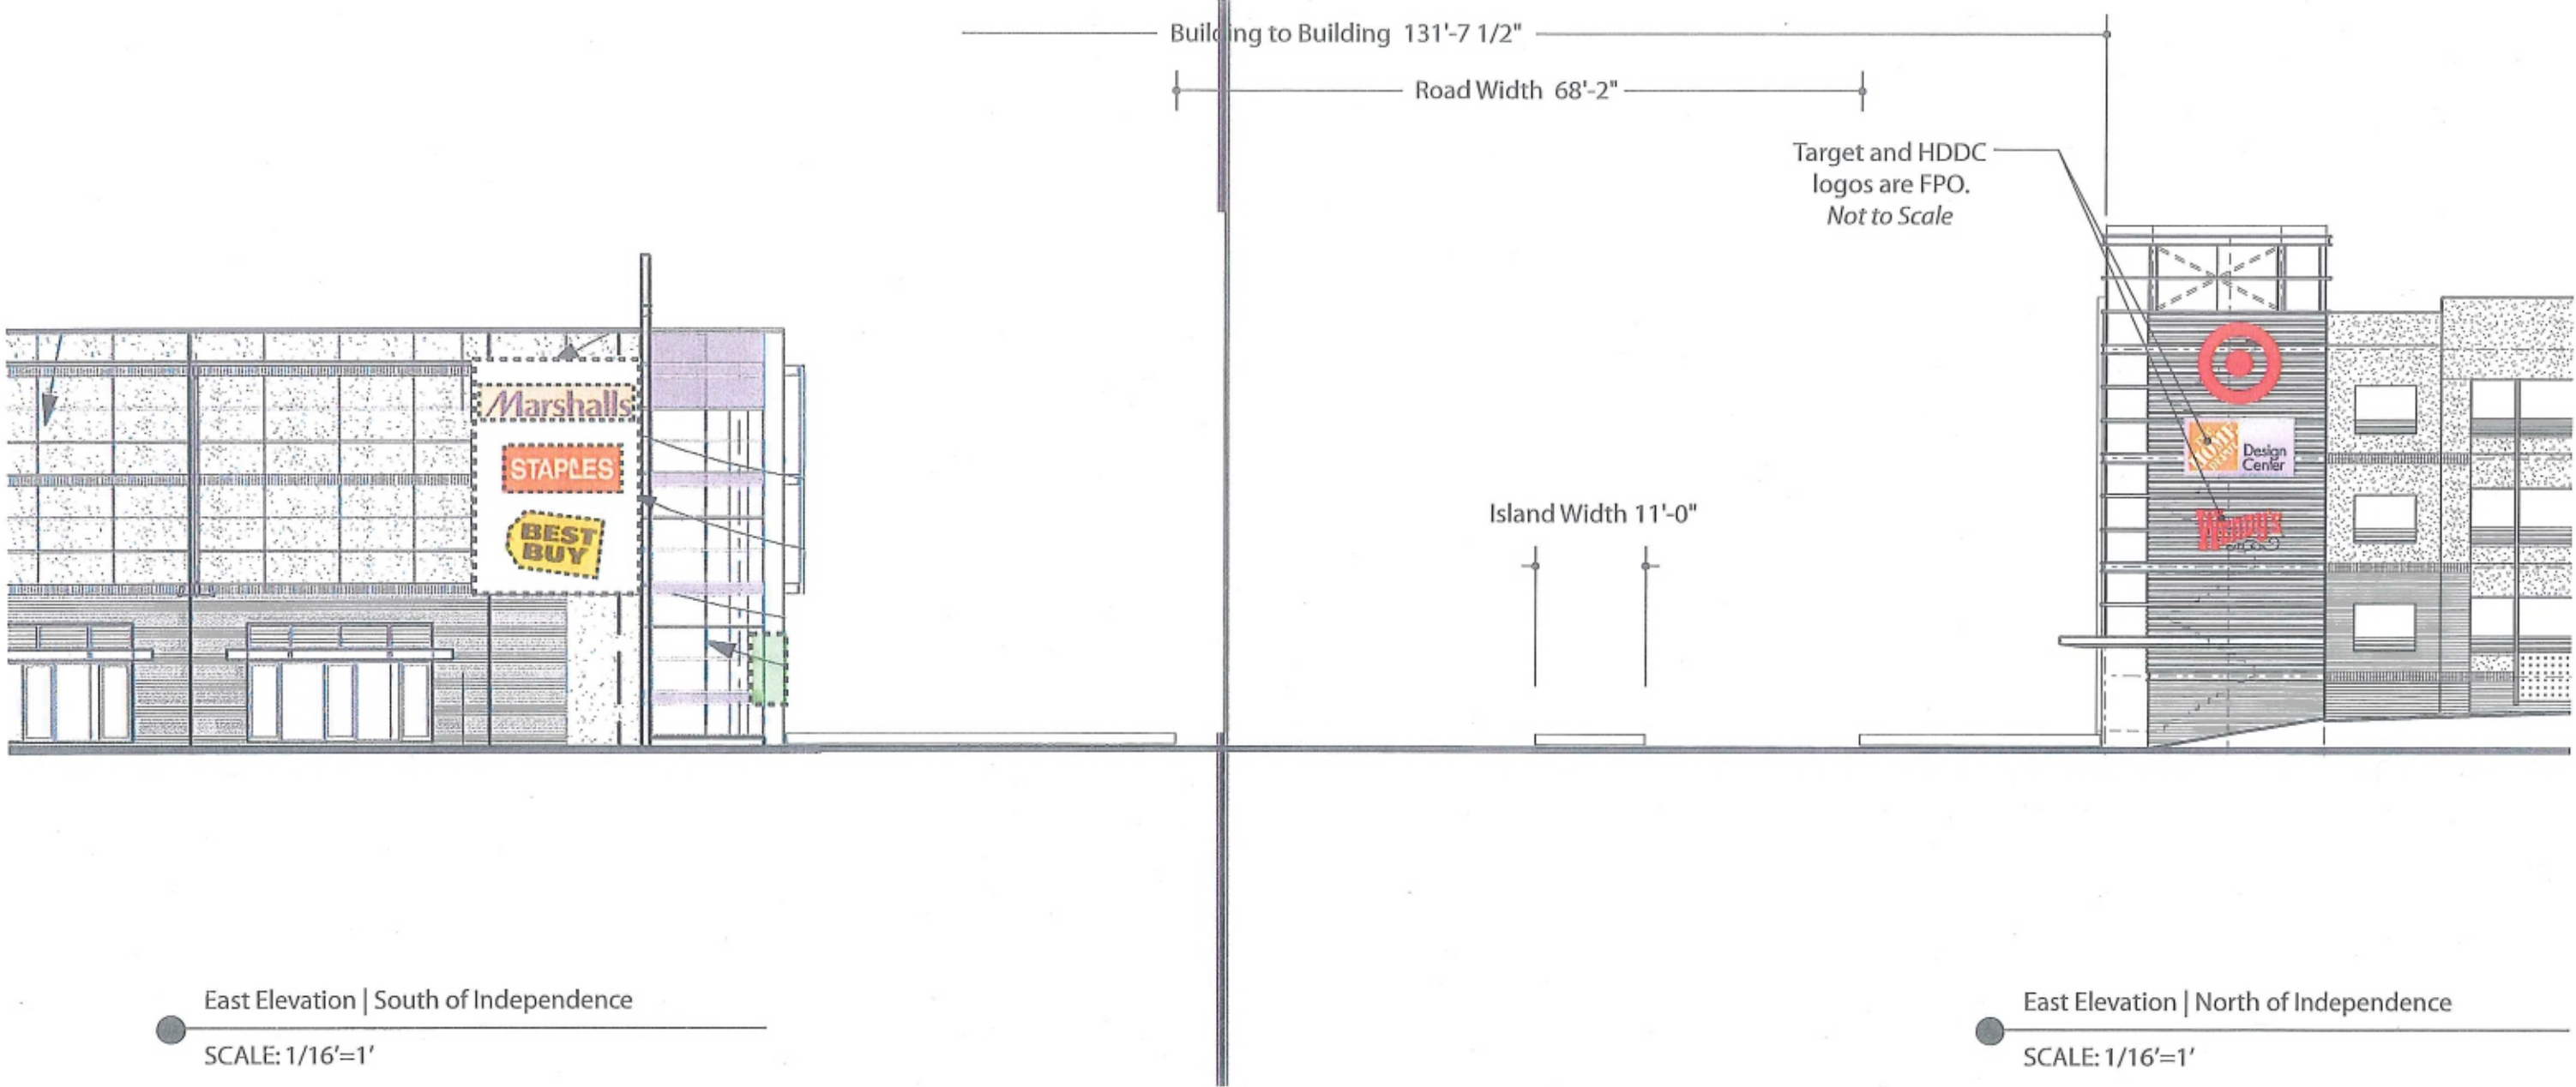 Building to Building 131'-7 1/2"
Road Width 68'-2"
Target and HDDC
logos are FPO.
Not to Scale
Marshalls
STAPLES
BEST
BUY
Island Width 11'-0"
Design
Center
East Elevation | South of Independence
SCALE: 1/16'=1'
East Elevation | North of Independence
SCALE: 1/16'=1'